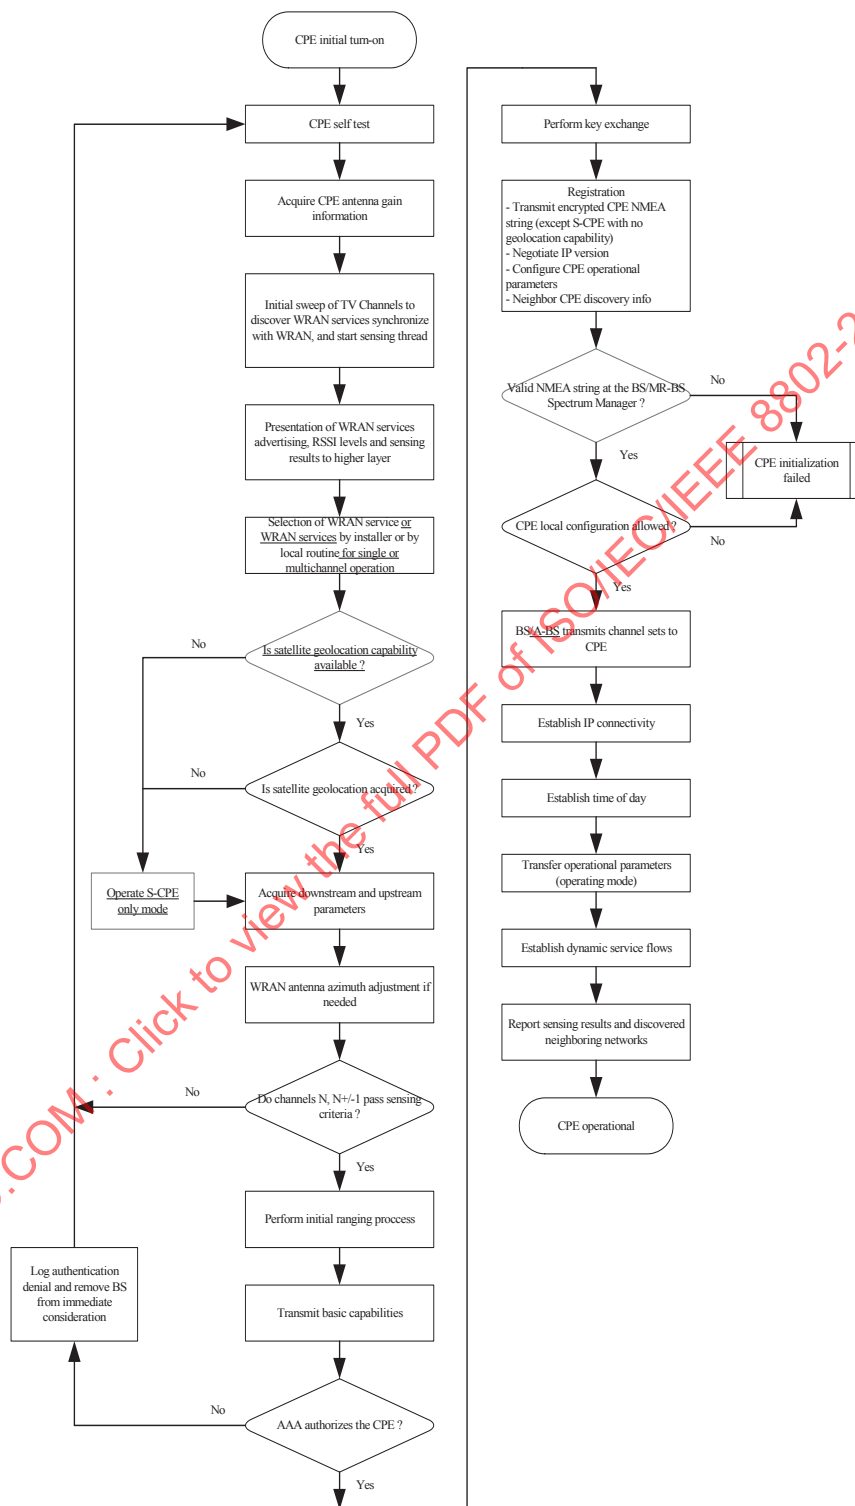 CPE initial turn-on
CPE self test
Acquire CPE antenna gain
information
Initial sweep of TV Channels to
discover WRAN services synchronize
with WRAN, and start sensing thread
Presentation of WRAN services
advertising, RSSI levels and sensing
results to higher layer
Selection of WRAN service or
WRAN services by installer or by
local routine for single or
multichannel operation
No
Is satellite geolocation capability
available ?
Yes
No
Is satellite geolocation acquired ?
Yes
Operate S-CPE
only mode
Acquire downstream and upstream
parameters
WRAN antenna azimuth adjustment if
needed
No
Do channels N, N+/-1 pass sensing
criteria ?
Yes
Perform initial ranging proccess
Log authentication
denial and remove BS
from immediate
consideration
Transmit basic capabilities
No
AAA authorizes the CPE ?
Yes
Perform key exchange
Registration
- Transmit encrypted CPE NMEA
string (except S-CPE with no
geolocation capability)
- Negotiate IP version
- Configure CPE operational
parameters
- Neighbor CPE discovery info
Valid NMEA string at the BS/MR-BS
Spectrum Manager ?
No
Yes
CPE initialization
failed
CPE local configuration allowed ?
No
Yes
BS/A-BS transmits channel sets to
CPE
Establish IP connectivity
Establish time of day
Transfer operational parameters
(operating mode)
Establish dynamic service flows
Report sensing results and discovered
neighboring networks
CPE operational
.COM : Click to view the full PDF of ISO/IEC/IEEE 8802-2